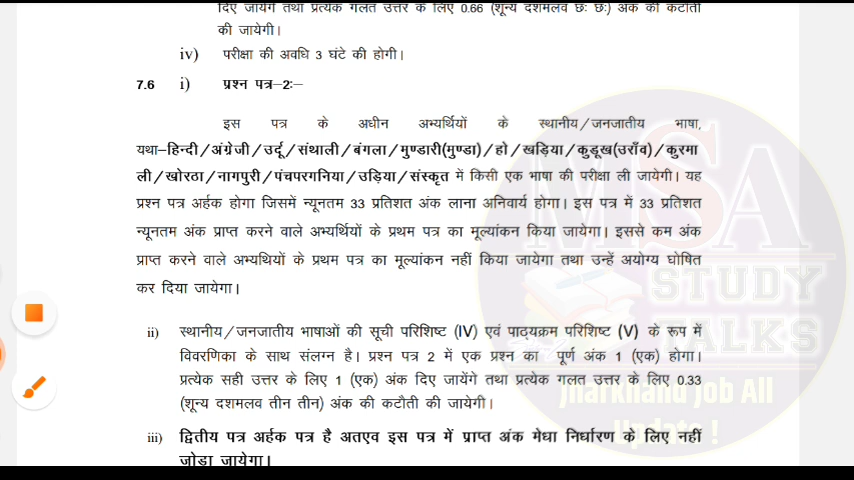 दिए जायेंगे तथा प्रत्येक गलत उत्तर के लिए 0.66 (शून्य दशमलव छः छः) अंक की कटौती
की जायेगी।
iv) परीक्षा की अवधि 3 घंटे की होगी।
7.6 i) प्रश्न पत्र–2:–
इस पत्र के अधीन अभ्यर्थियों के स्थानीय/जनजातीय भाषा,
यथा–हिन्दी/अंग्रेजी/उर्दू/संथाली/बंगला/मुण्डारी(मुण्डा)/हो/खड़िया/कुडूख(उराँव)/कुरमा
ली/खोरठा/नागपुरी/पंचपरगनिया/उड़िया/संस्कृत में किसी एक भाषा की परीक्षा ली जायेगी। यह
प्रश्न पत्र अर्हक होगा जिसमें न्यूनतम 33 प्रतिशत अंक लाना अनिवार्य होगा। इस पत्र में 33 प्रतिशत
न्यूनतम अंक प्राप्त करने वाले अभ्यर्थियों के प्रथम पत्र का मूल्यांकन किया जायेगा। इससे कम अंक
प्राप्त करने वाले अभ्यथियों के प्रथम पत्र का मूल्यांकन नहीं किया जायेगा तथा उन्हें अयोग्य घोषित
कर दिया जायेगा।
ii) स्थानीय/जनजातीय भाषाओं की सूची परिशिष्ट (IV) एवं पाठ्यक्रम परिशिष्ट (V) के रूप में
विवरणिका के साथ संलग्न है। प्रश्न पत्र 2 में एक प्रश्न का पूर्ण अंक 1 (एक) होगा।
प्रत्येक सही उत्तर के लिए 1 (एक) अंक दिए जायेंगे तथा प्रत्येक गलत उत्तर के लिए 0.33
(शून्य दशमलव तीन तीन) अंक की कटौती की जायेगी।
iii) द्वितीय पत्र अर्हक पत्र है अतएव इस पत्र में प्राप्त अंक मेधा निर्धारण के लिए नहीं
जोड़ा जायेगा।
MSA
STUDY
TALKS
Jharkhand Job All
Update !